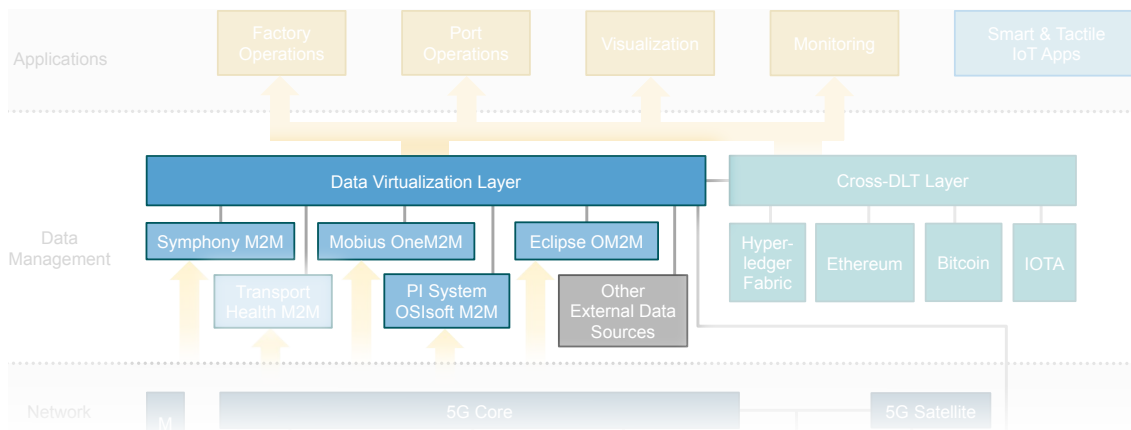 Applications
Factory
Operations
Port
Operations
Visualization
Monitoring
Smart & Tactile
IoT Apps
Data
Management
Data Virtualization Layer
Cross-DLT Layer
Symphony M2M
Mobius OneM2M
Eclipse OM2M
Transport
Health M2M
PI System
OSIsoft M2M
Other
External Data
Sources
Hyper-
ledger
Fabric
Ethereum
Bitcoin
IOTA
Network
M
5G Core
5G Satellite